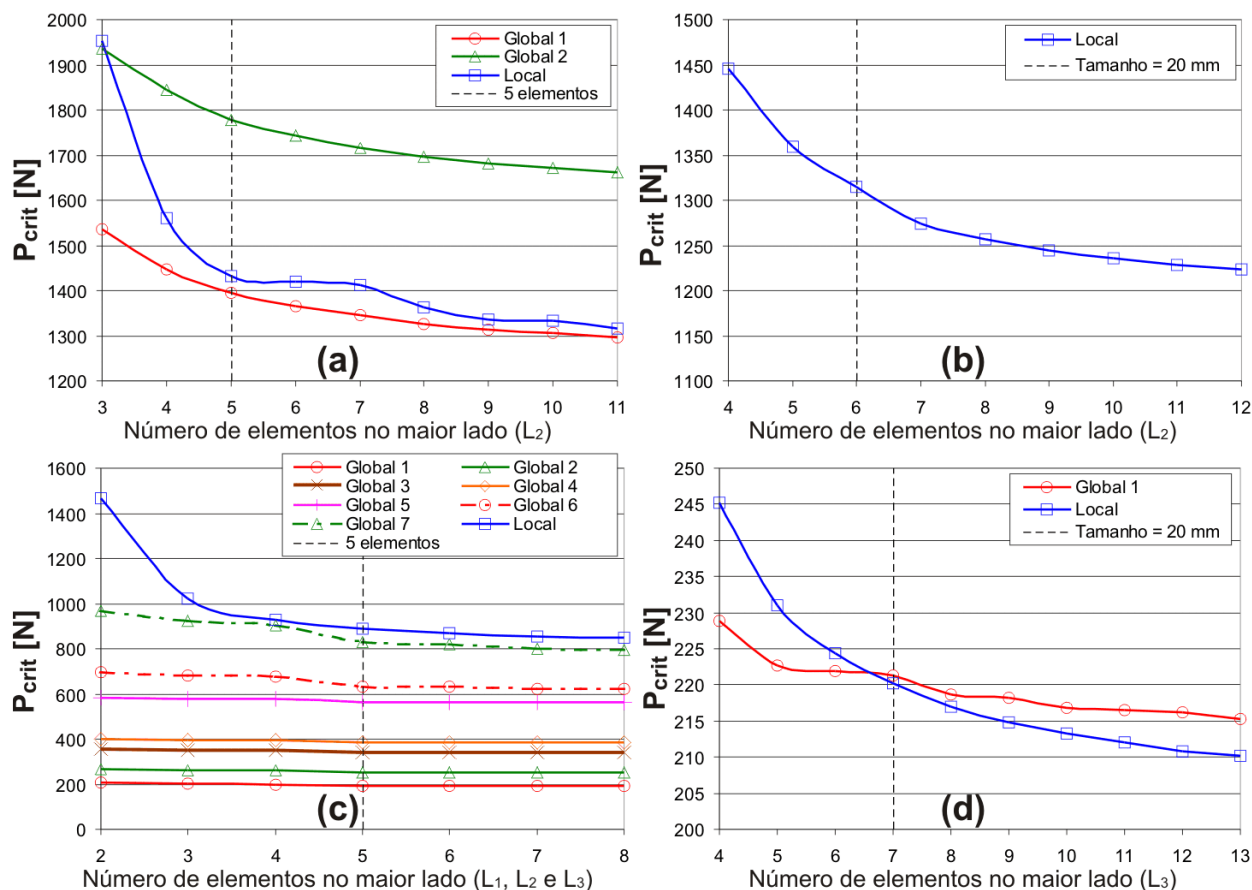 2000
1900
1800
1700
1600
1500
1400
1300
1200
P_crit [N]
Global 1
Global 2
Local
5 elementos
(a)
3 4 5 6 7 8 9 10 11
Número de elementos no maior lado (L₂)
1500
1450
1400
1350
1300
1250
1200
1150
1100
P_crit [N]
Local
Tamanho = 20 mm
(b)
4 5 6 7 8 9 10 11 12
Número de elementos no maior lado (L₂)
1600
1400
1200
1000
800
600
400
200
0
P_crit [N]
Global 1 Global 2
Global 3 Global 4
Global 5 Global 6
Global 7 Local
5 elementos
(c)
2 3 4 5 6 7 8
Número de elementos no maior lado (L₁, L₂ e L₃)
250
245
240
235
230
225
220
215
210
205
200
P_crit [N]
Global 1
Local
Tamanho = 20 mm
(d)
4 5 6 7 8 9 10 11 12 13
Número de elementos no maior lado (L₃)